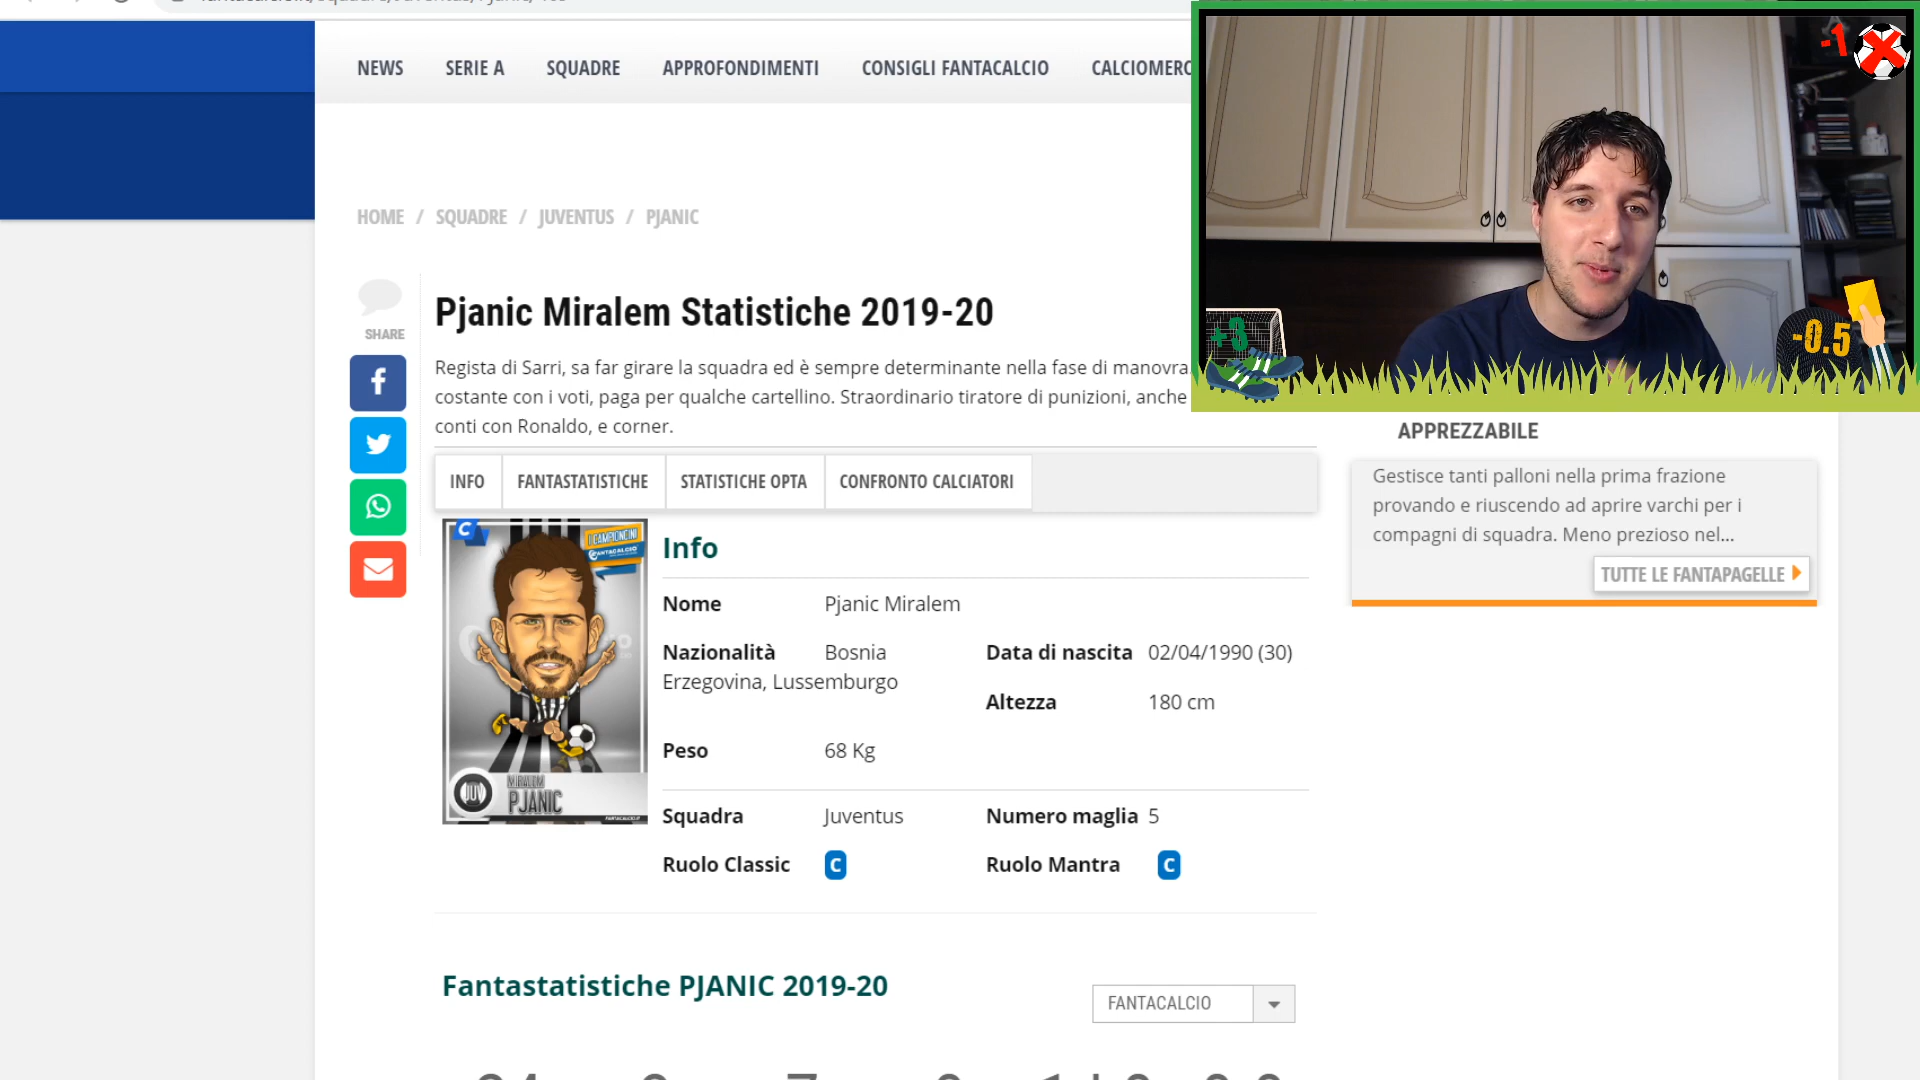 NEWS SERIE A SQUADRE APPROFONDIMENTI CONSIGLI FANTACALCIO
-1
HOME / SQUADRE / JUVENTUS / PJANIC
SHARE
Pjanic Miralem Statistiche 2019-20
+3
-0.5
Regista di Sarri, sa far girare la squadra ed è sempre determinante nella fase di manovra.
costante con i voti, paga per qualche cartellino. Straordinario tiratore di punizioni, anche
conti con Ronaldo, e corner.
INFO FANTASTATISTICHE STATISTICHE OPTA CONFRONTO CALCIATORI
C
I CAMPIONCINI
FANTACALCIO
JUV
MIRALEM
PJANIC
FANTACALCIO.IT
Info
Nome Pjanic Miralem
Nazionalità Bosnia
Erzegovina, Lussemburgo
Data di nascita 02/04/1990 (30)
Altezza 180 cm
Peso 68 Kg
Squadra Juventus
Numero maglia 5
Ruolo Classic C
Ruolo Mantra C
Fantastatistiche PJANIC 2019-20
FANTACALCIO
APPREZZABILE
Gestisce tanti palloni nella prima frazione
provando e riuscendo ad aprire varchi per i
compagni di squadra. Meno prezioso nel...
TUTTE LE FANTAPAGELLE